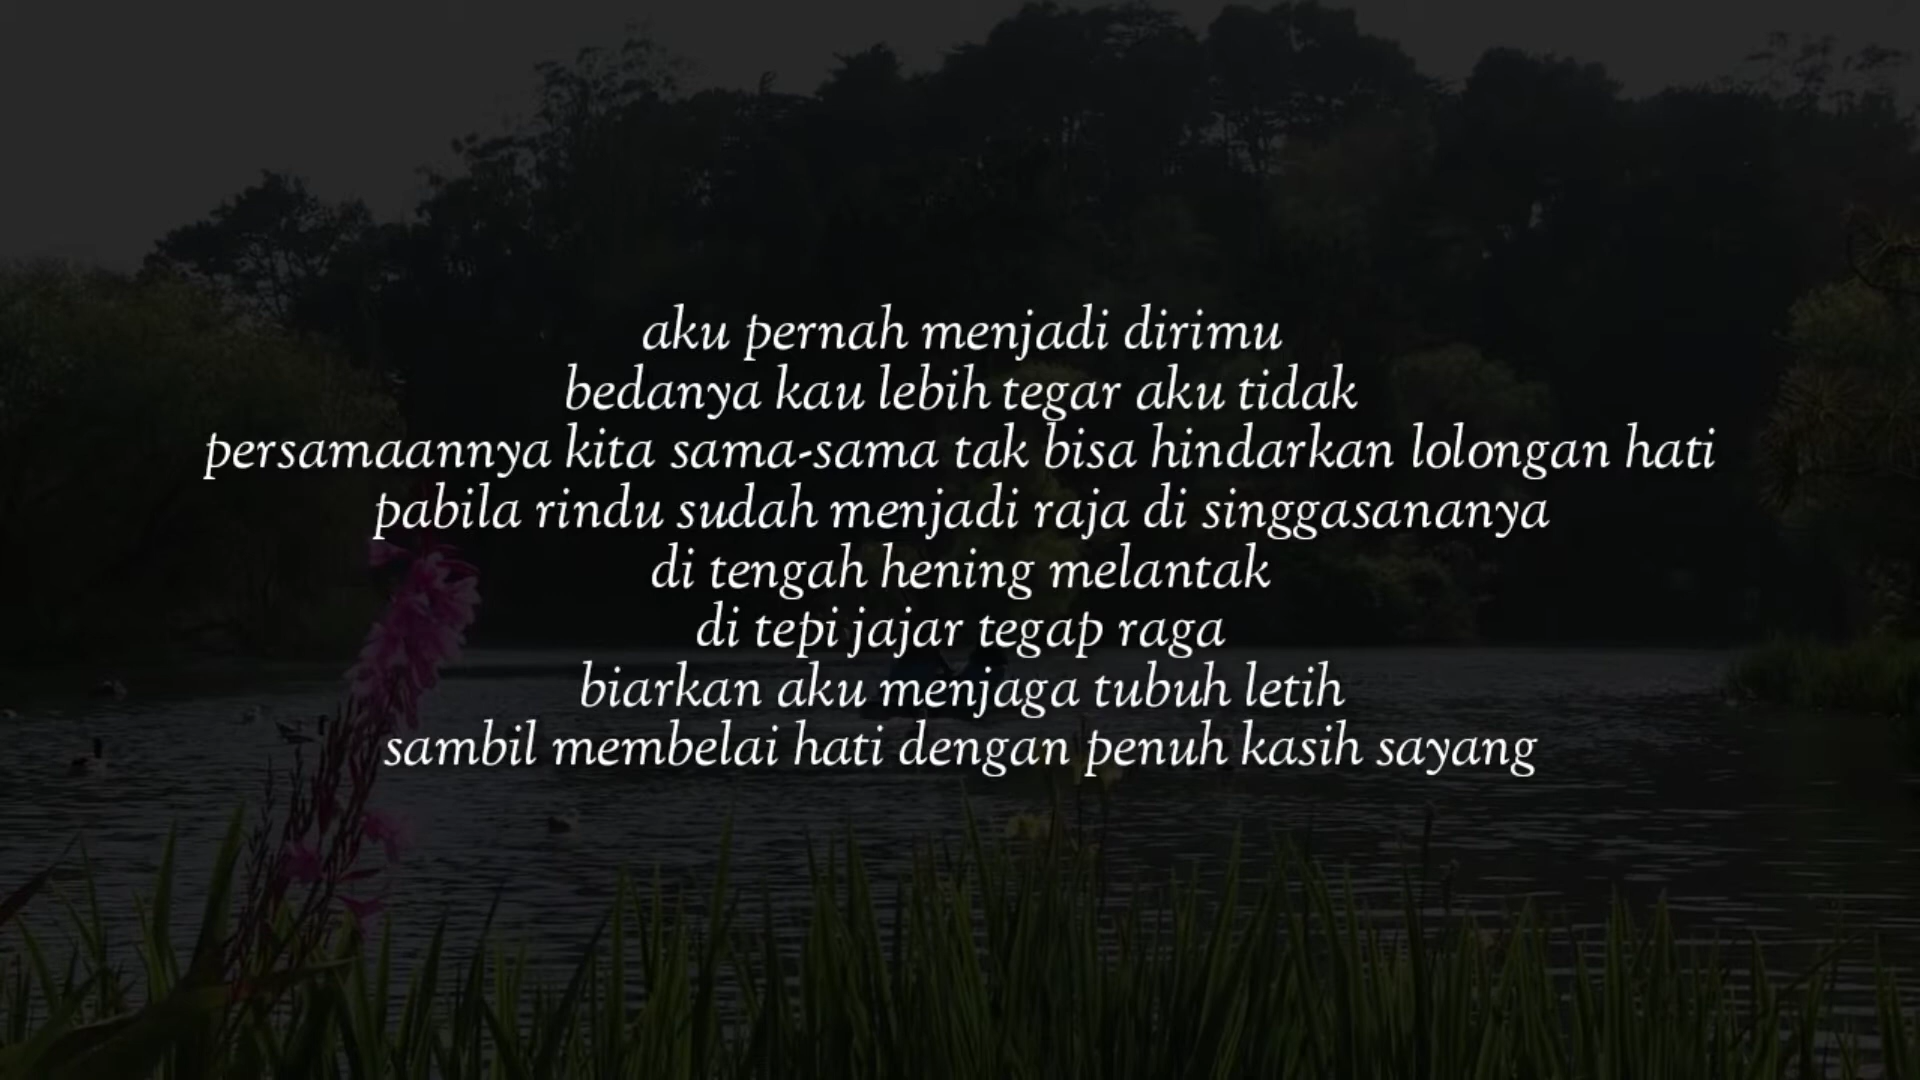 aku pernah menjadi dirimu
bedanya kau lebih tegar aku tidak
persamaannya kita sama-sama tak bisa hindarkan lolongan hati
pabila rindu sudah menjadi raja di singgasananya
di tengah hening melantak
di tepi jajar tegap raga
biarkan aku menjaga tubuh letih
sambil membelai hati dengan penuh kasih sayang